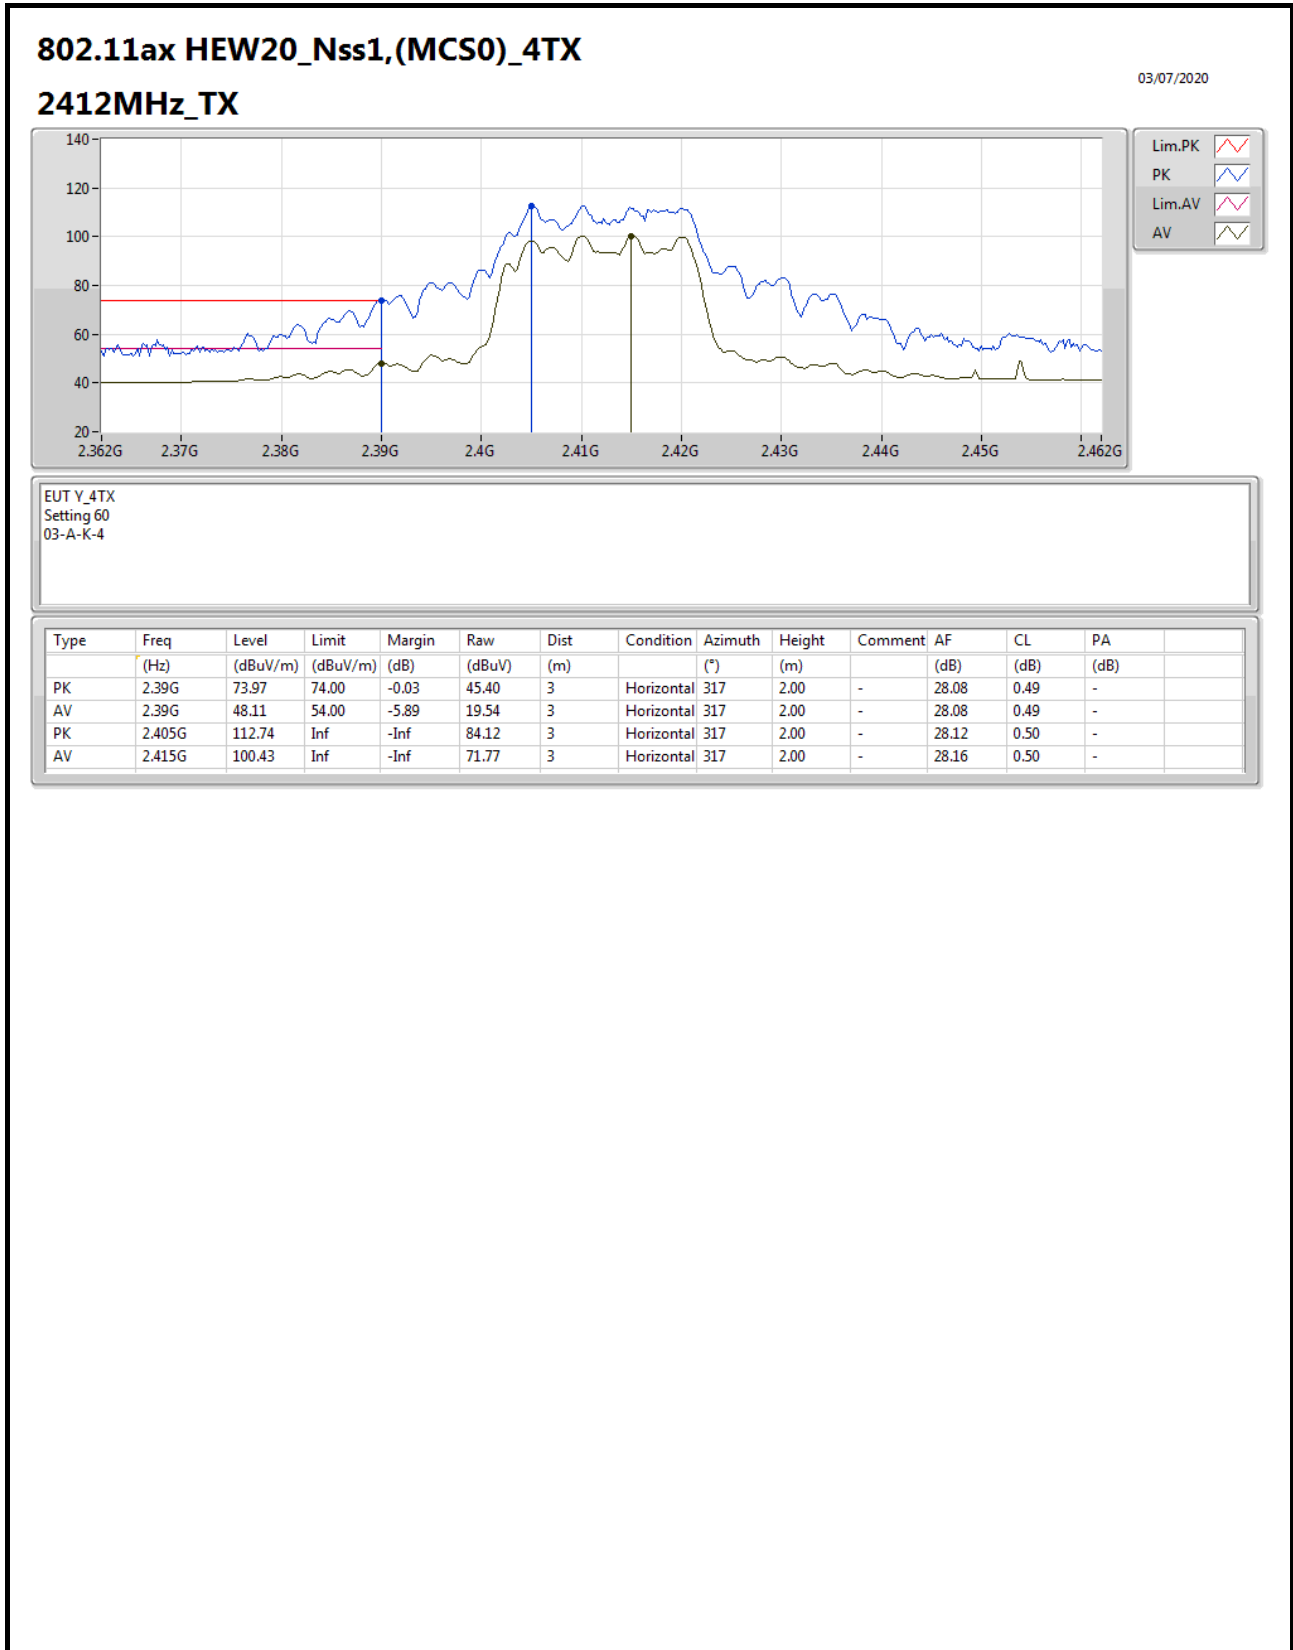 802.11ax HEW20_Nss1,(MCS0)_4TX
03/07/2020
2412MHz_TX
140
120
100
80
60
40
20
2.362G 2.37G 2.38G 2.39G 2.4G 2.41G 2.42G 2.43G 2.44G 2.45G 2.462G
Lim.PK
PK
Lim.AV
AV
EUT Y_4TX
Setting 60
03-A-K-4
Type Freq Level Limit Margin Raw Dist Condition Azimuth Height Comment AF CL PA
(Hz) (dBuV/m) (dBuV/m) (dB) (dBuV) (m) (°) (m) (dB) (dB) (dB)
PK 2.39G 73.97 74.00 -0.03 45.40 3 Horizontal 317 2.00 - 28.08 0.49 -
AV 2.39G 48.11 54.00 -5.89 19.54 3 Horizontal 317 2.00 - 28.08 0.49 -
PK 2.405G 112.74 Inf -Inf 84.12 3 Horizontal 317 2.00 - 28.12 0.50 -
AV 2.415G 100.43 Inf -Inf 71.77 3 Horizontal 317 2.00 - 28.16 0.50 -